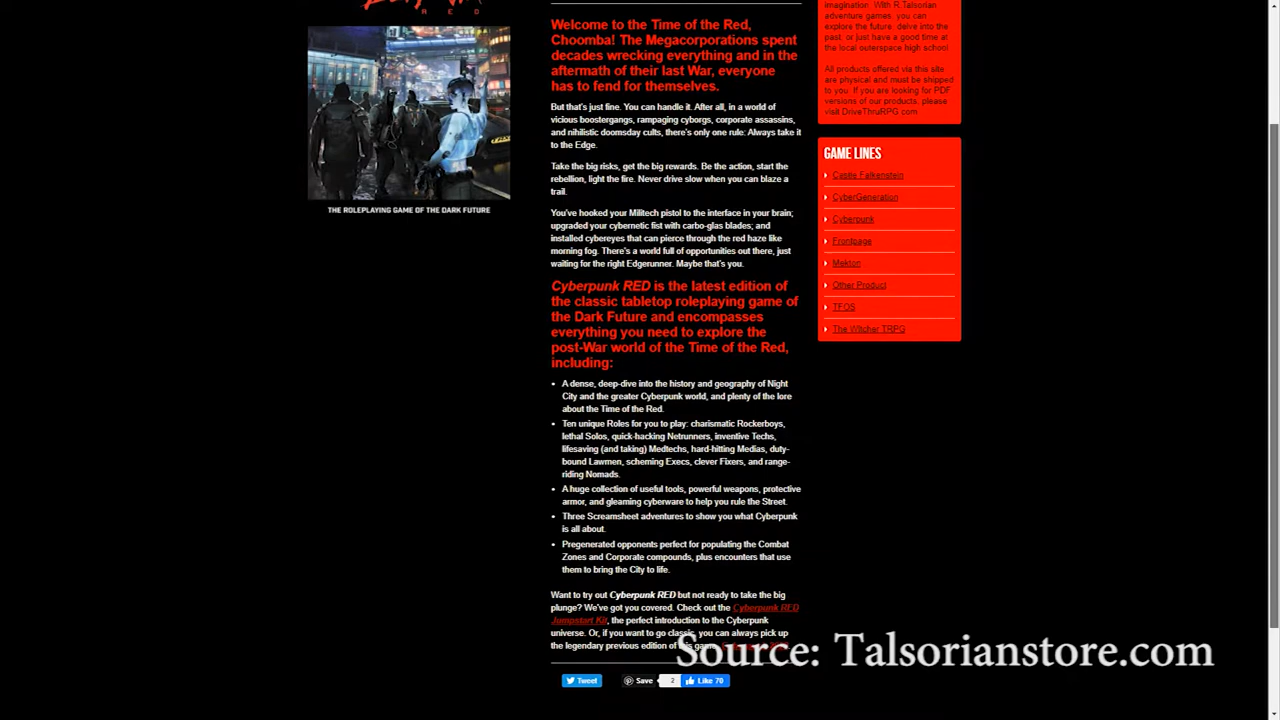 RED
THE ROLEPLAYING GAME OF THE DARK FUTURE
Welcome to the Time of the Red,
Choomba! The Megacorporations spent
decades wrecking everything and in the
aftermath of their last War, everyone
has to fend for themselves.
But that's just fine. You can handle it. After all, in a world of
vicious boostergangs, rampaging cyborgs, corporate assassins,
and nihilistic doomsday cults, there's only one rule: Always take it
to the Edge.
Take the big risks, get the big rewards. Be the action, start the
rebellion, light the fire. Never drive slow when you can blaze a
trail.
You've hooked your Militech pistol to the interface in your brain;
upgraded your cybernetic fist with carbo-glas blades; and
installed cybereyes that can pierce through the red haze like
morning fog. There's a world full of opportunities out there, just
waiting for the right Edgerunner. Maybe that's you.
Cyberpunk RED is the latest edition of
the classic tabletop roleplaying game of
the Dark Future and encompasses
everything you need to explore the
post-War world of the Time of the Red,
including:
• A dense, deep-dive into the history and geography of Night
City and the greater Cyberpunk world, and plenty of the lore
about the Time of the Red.
• Ten unique Roles for you to play: charismatic Rockerboys,
lethal Solos, quick-hacking Netrunners, inventive Techs,
lifesaving (and taking) Medtechs, hard-hitting Medias, duty-
bound Lawmen, scheming Execs, clever Fixers, and range-
riding Nomads.
• A huge collection of useful tools, powerful weapons, protective
armor, and gleaming cyberware to help you rule the Street.
• Three Screamsheet adventures to show you what Cyberpunk
is all about.
• Pregenerated opponents perfect for populating the Combat
Zones and Corporate compounds, plus encounters that use
them to bring the City to life.
Want to try out Cyberpunk RED but not ready to take the big
plunge? We've got you covered. Check out the Cyberpunk RED
Jumpstart Kit, the perfect introduction to the Cyberpunk
universe. Or, if you want to go classic, you can always pick up
the legendary previous edition of this game,
Tweet
Save
2
Like 70
imagination. With R.Talsorian
adventure games, you can
explore the future, delve into the
past, or just have a good time at
the local outerspace high school
All products offered via this site
are physical and must be shipped
to you. If you are looking for PDF
versions of our products, please
visit DriveThruRPG.com
GAME LINES
Castle Falkenstein
CyberGeneration
Cyberpunk
Frontpage
Mekton
Other Product
TFOS
The Witcher TRPG
Source: Talsorianstore.com